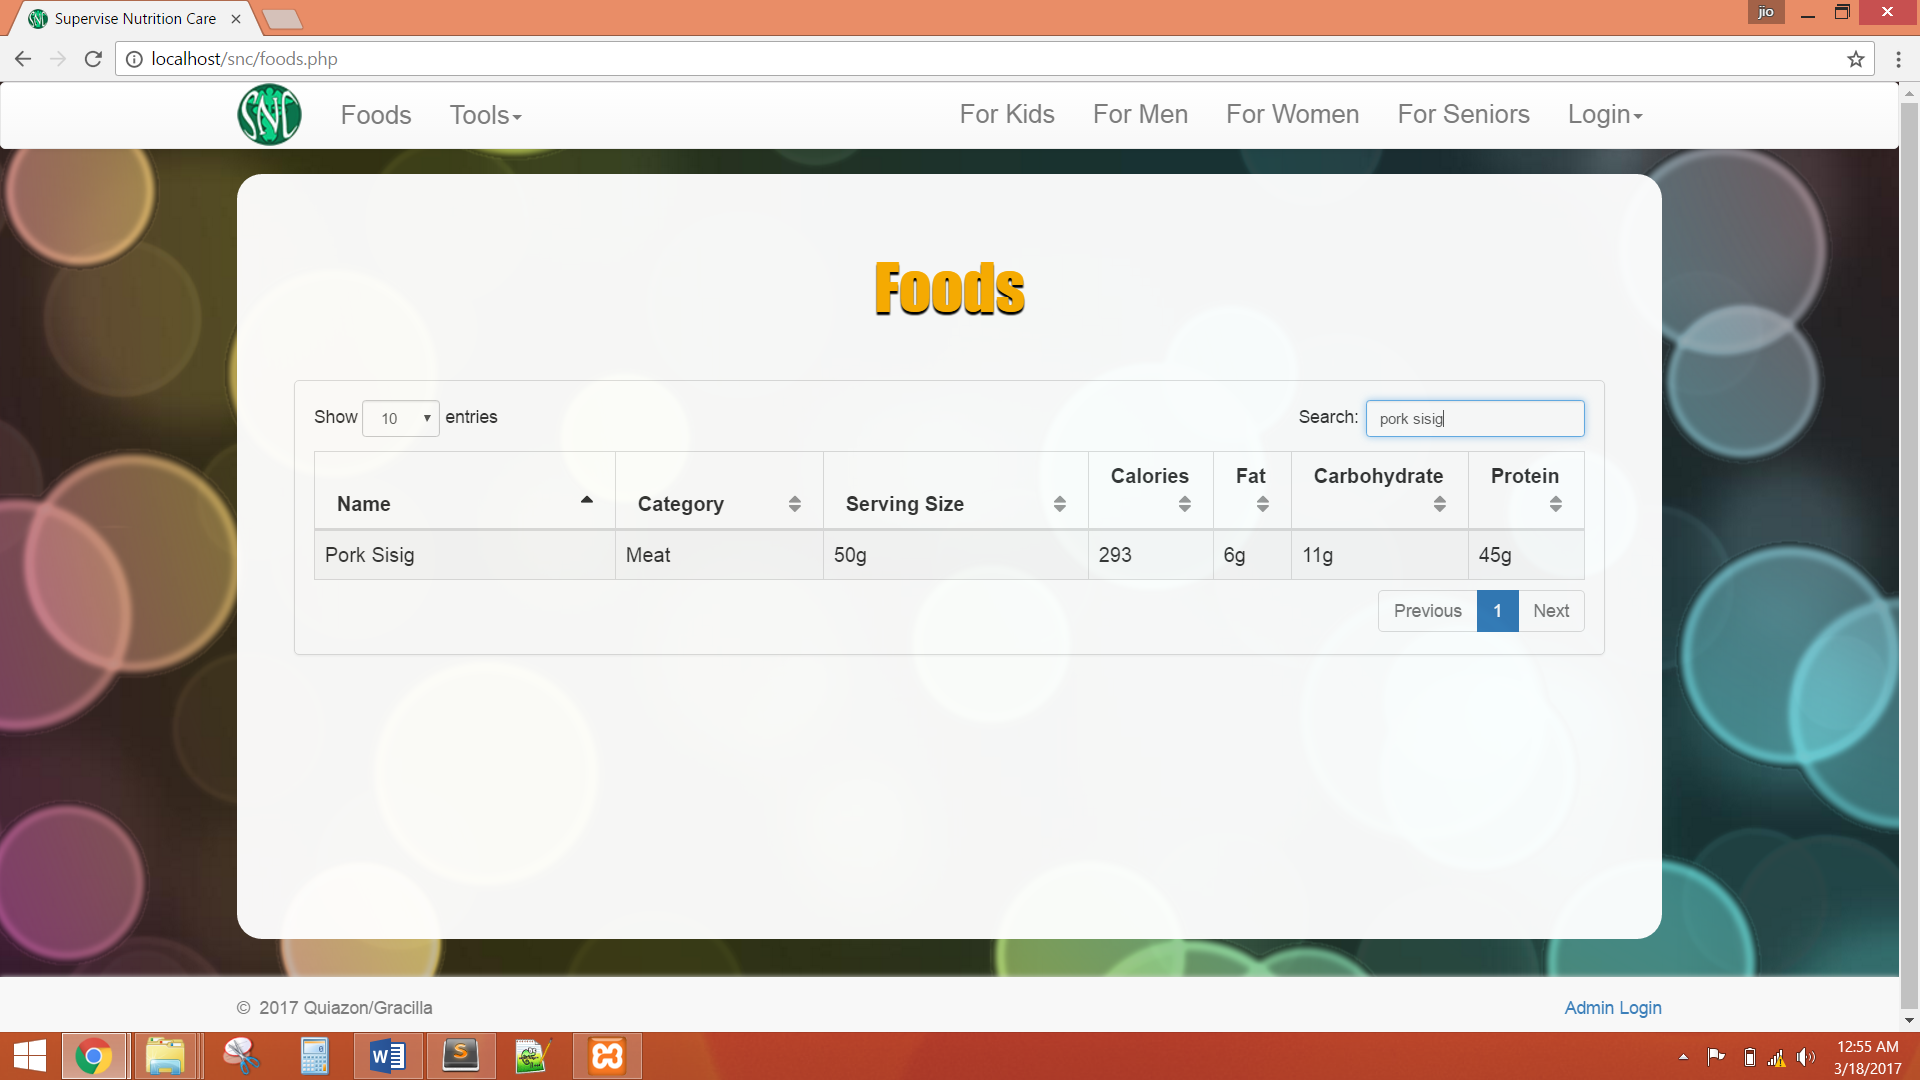 Supervise Nutrition Care
jio
localhost/snc/foods.php
SNC Foods Tools For Kids For Men For Women For Seniors Login
Foods
Show 10 entries Search: pork sisig
Name Category Serving Size Calories Fat Carbohydrate Protein
Pork Sisig Meat 50g 293 6g 11g 45g
Previous 1 Next
© 2017 Quiazon/Gracilla Admin Login
12:55 AM
3/18/2017